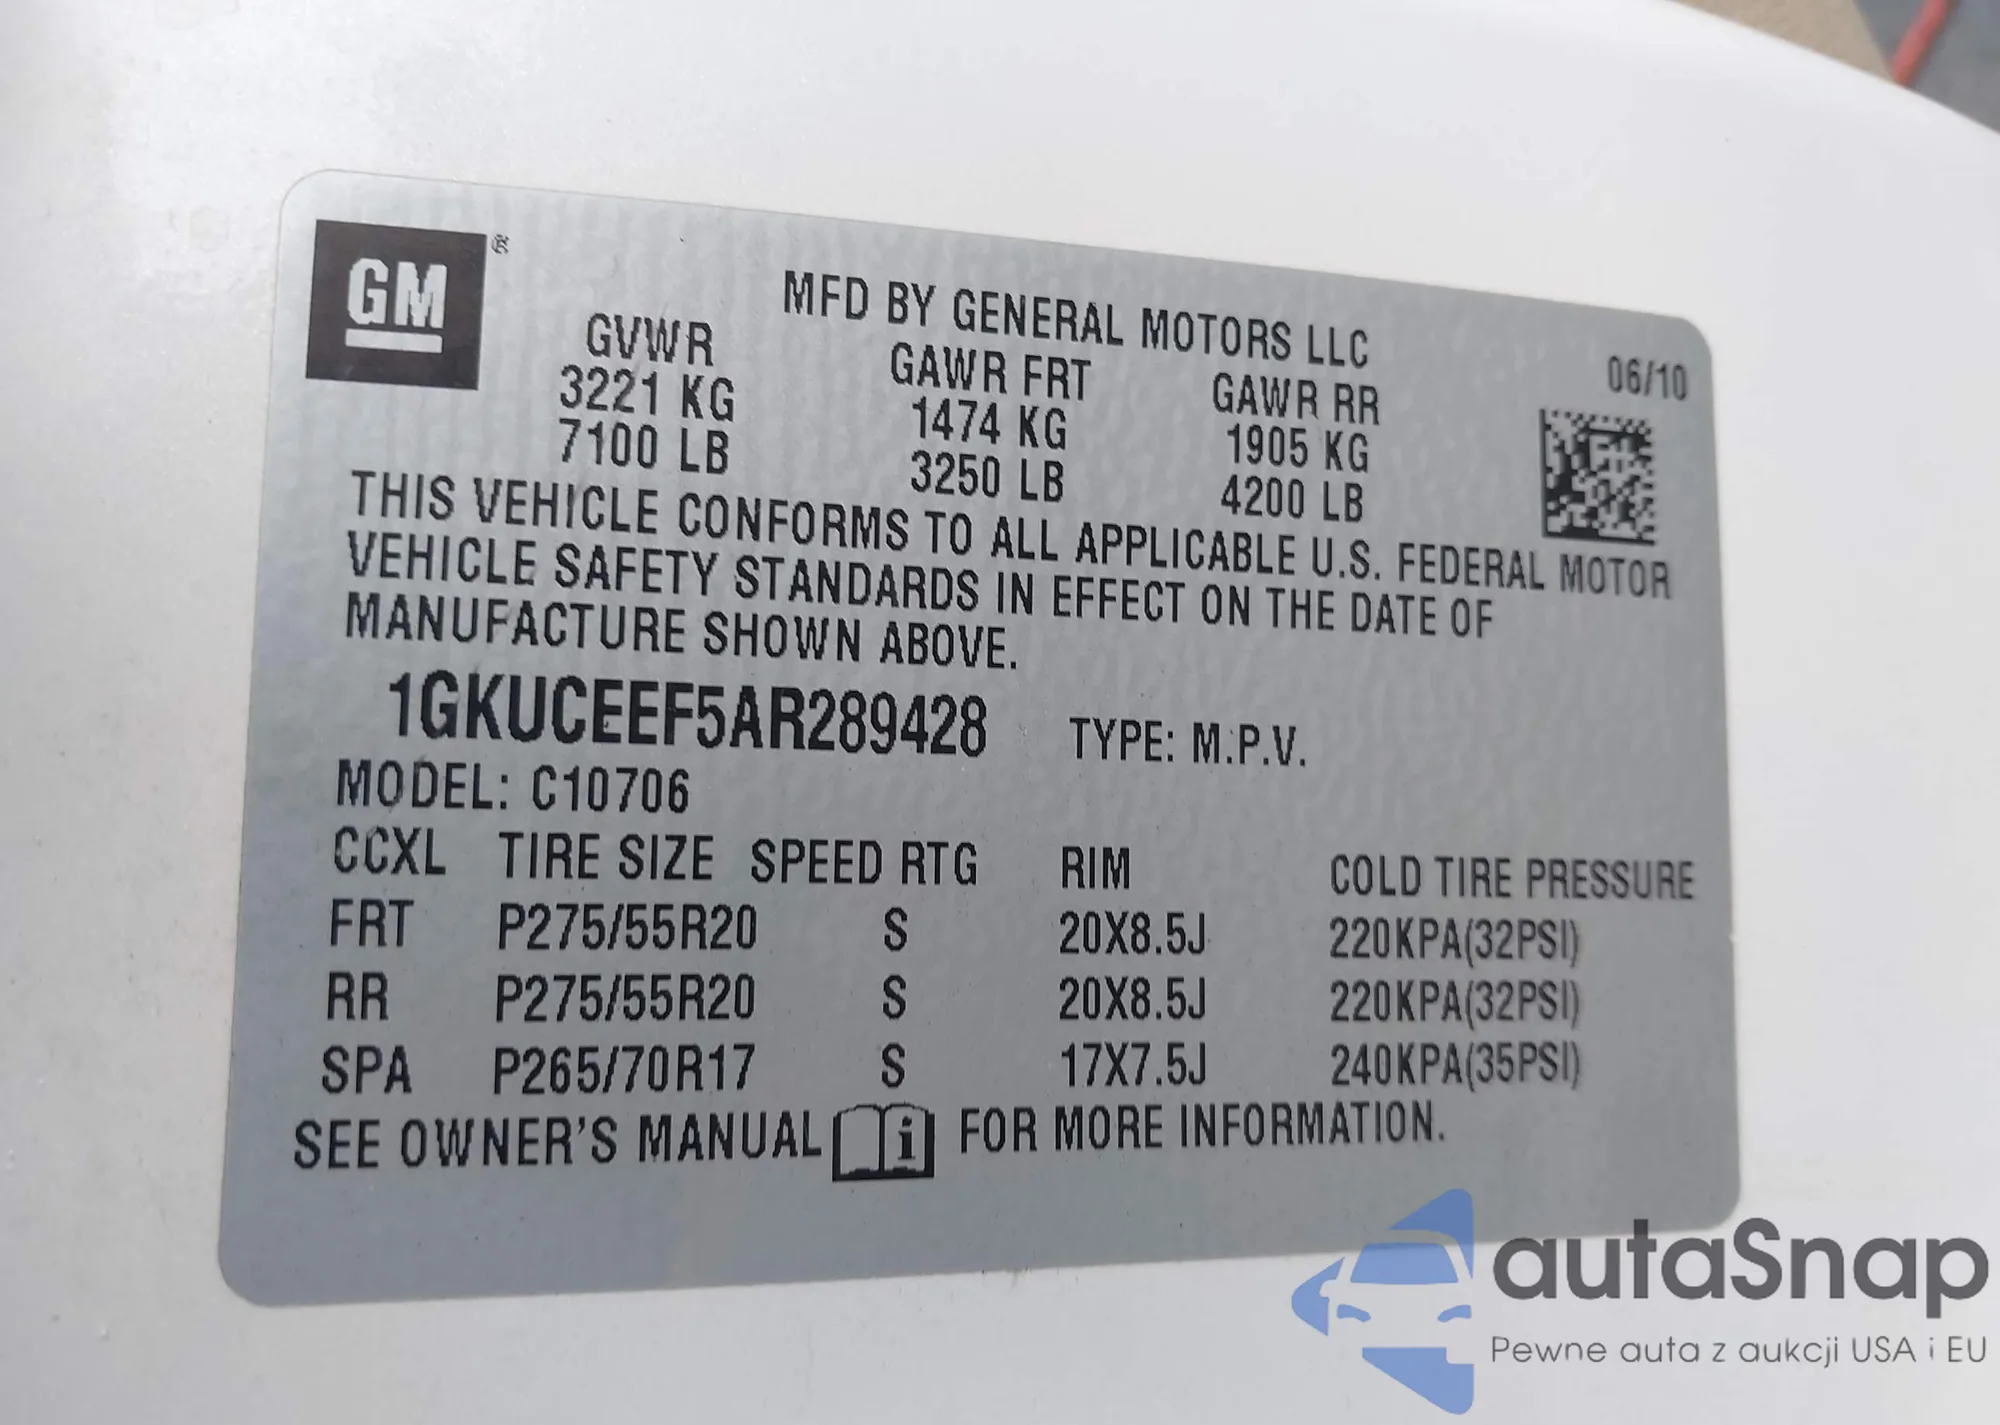 GM®
MFD BY GENERAL MOTORS LLC
06/10
GVWR GAWR FRT GAWR RR
3221 KG 1474 KG 1905 KG
7100 LB 3250 LB 4200 LB
THIS VEHICLE CONFORMS TO ALL APPLICABLE U.S. FEDERAL MOTOR
VEHICLE SAFETY STANDARDS IN EFFECT ON THE DATE OF
MANUFACTURE SHOWN ABOVE.
1GKUCEEF5AR289428 TYPE: M.P.V.
MODEL: C10706
CCXL TIRE SIZE SPEED RTG RIM COLD TIRE PRESSURE
FRT P275/55R20 S 20X8.5J 220KPA(32PSI)
RR P275/55R20 S 20X8.5J 220KPA(32PSI)
SPA P265/70R17 S 17X7.5J 240KPA(35PSI)
SEE OWNER'S MANUAL i FOR MORE INFORMATION.
autaSnap
Pewne auta z aukcji USA i EU